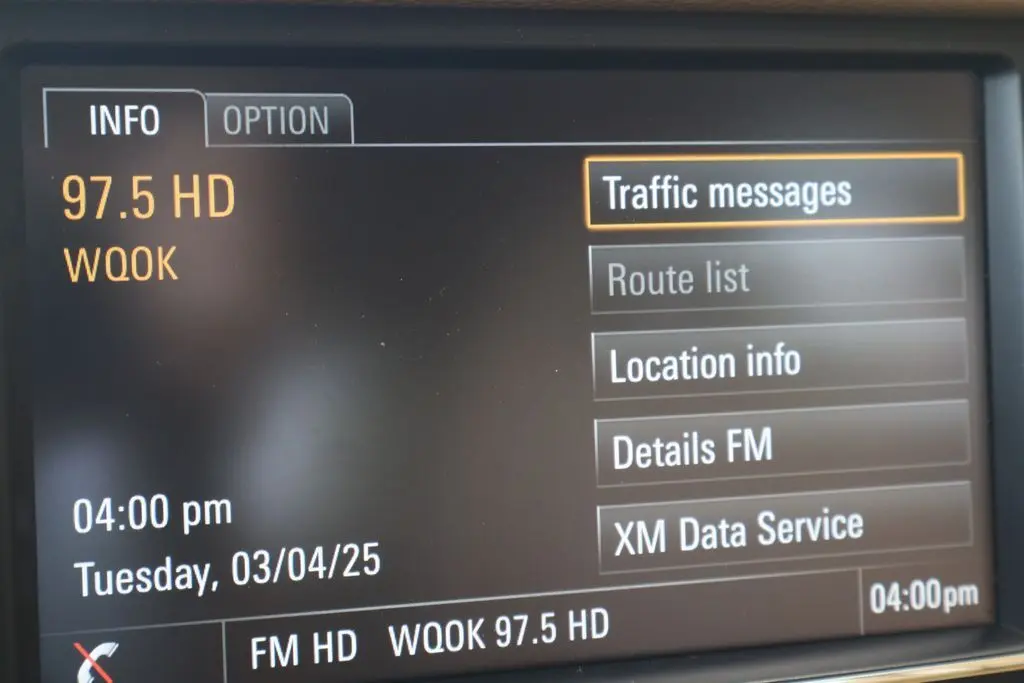 INFO OPTION
97.5 HD
WQOK
Traffic messages
Route list
Location info
Details FM
XM Data Service
04:00 pm
Tuesday, 03/04/25
FM HD WQOK 97.5 HD
04:00pm